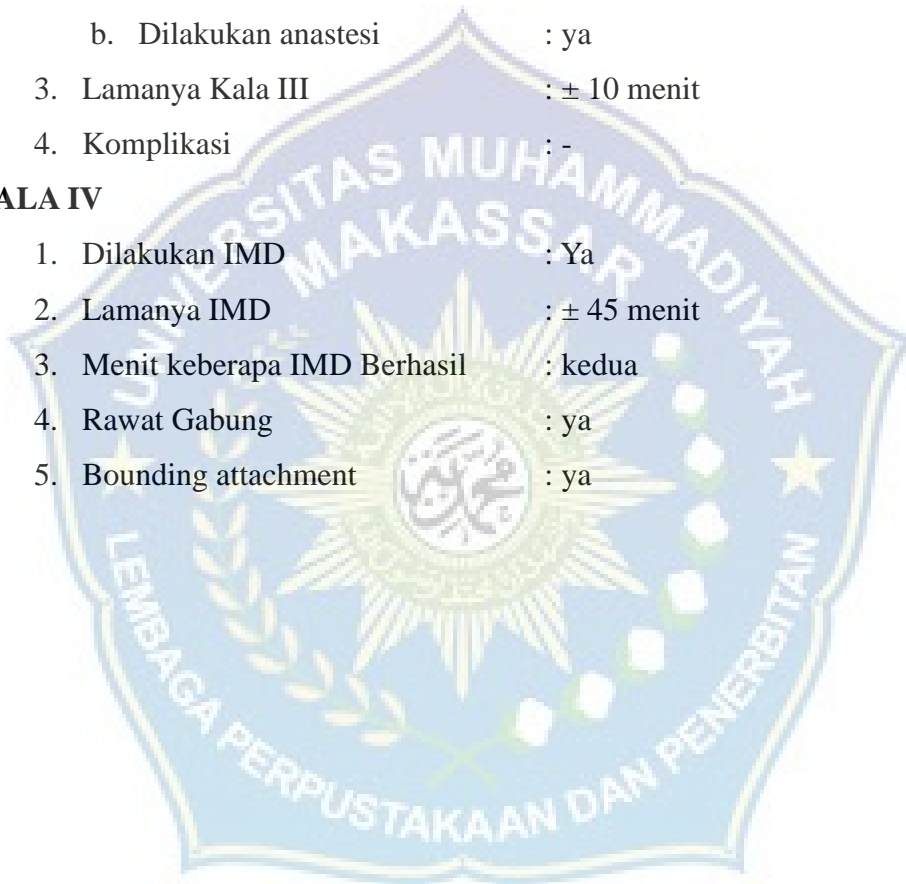 b. Dilakukan anastesi : ya
3. Lamanya Kala III : ± 10 menit
4. Komplikasi : -
ALA IV
1. Dilakukan IMD : Ya
2. Lamanya IMD : ± 45 menit
3. Menit keberapa IMD Berhasil : kedua
4. Rawat Gabung : ya
5. Bounding attachment : ya
UNIVERSITAS MUHAMMADIYAH
MAKASSAR
LEMBAGA PERPUSTAKAAN DAN PENERBITAN